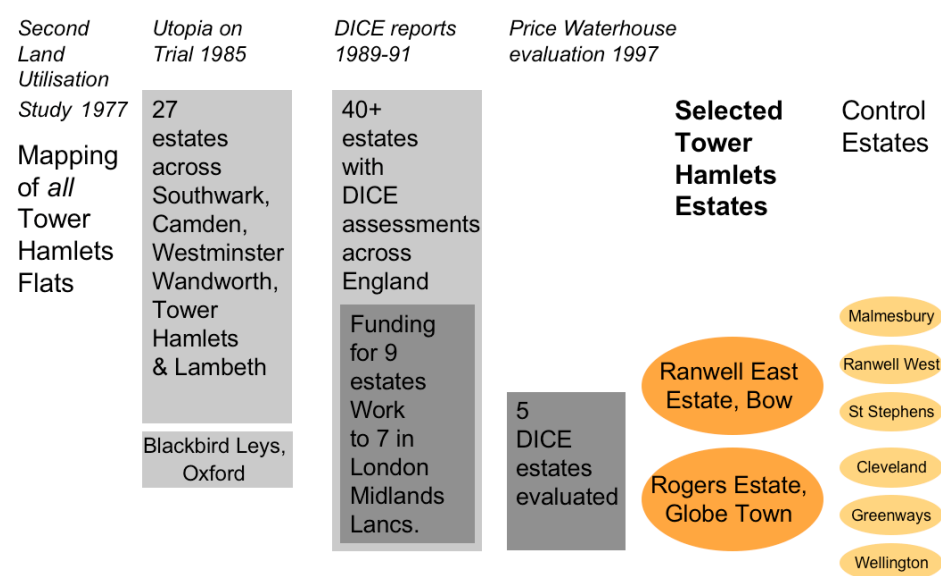 Second
Land
Utilisation
Study 1977
Mapping
of all
Tower
Hamlets
Flats
Utopia on
Trial 1985
27
estates
across
Southwark,
Camden,
Westminster
Wandworth,
Tower
Hamlets
& Lambeth
Blackbird Leys,
Oxford
DICE reports
1989-91
40+
estates
with
DICE
assessments
across
England
Funding
for 9
estates
Work
to 7 in
London
Midlands
Lancs.
Price Waterhouse
evaluation 1997
5
DICE
estates
evaluated
Selected
Tower
Hamlets
Estates
Ranwell East
Estate, Bow
Rogers Estate,
Globe Town
Control
Estates
Malmesbury
Ranwell West
St Stephens
Cleveland
Greenways
Wellington